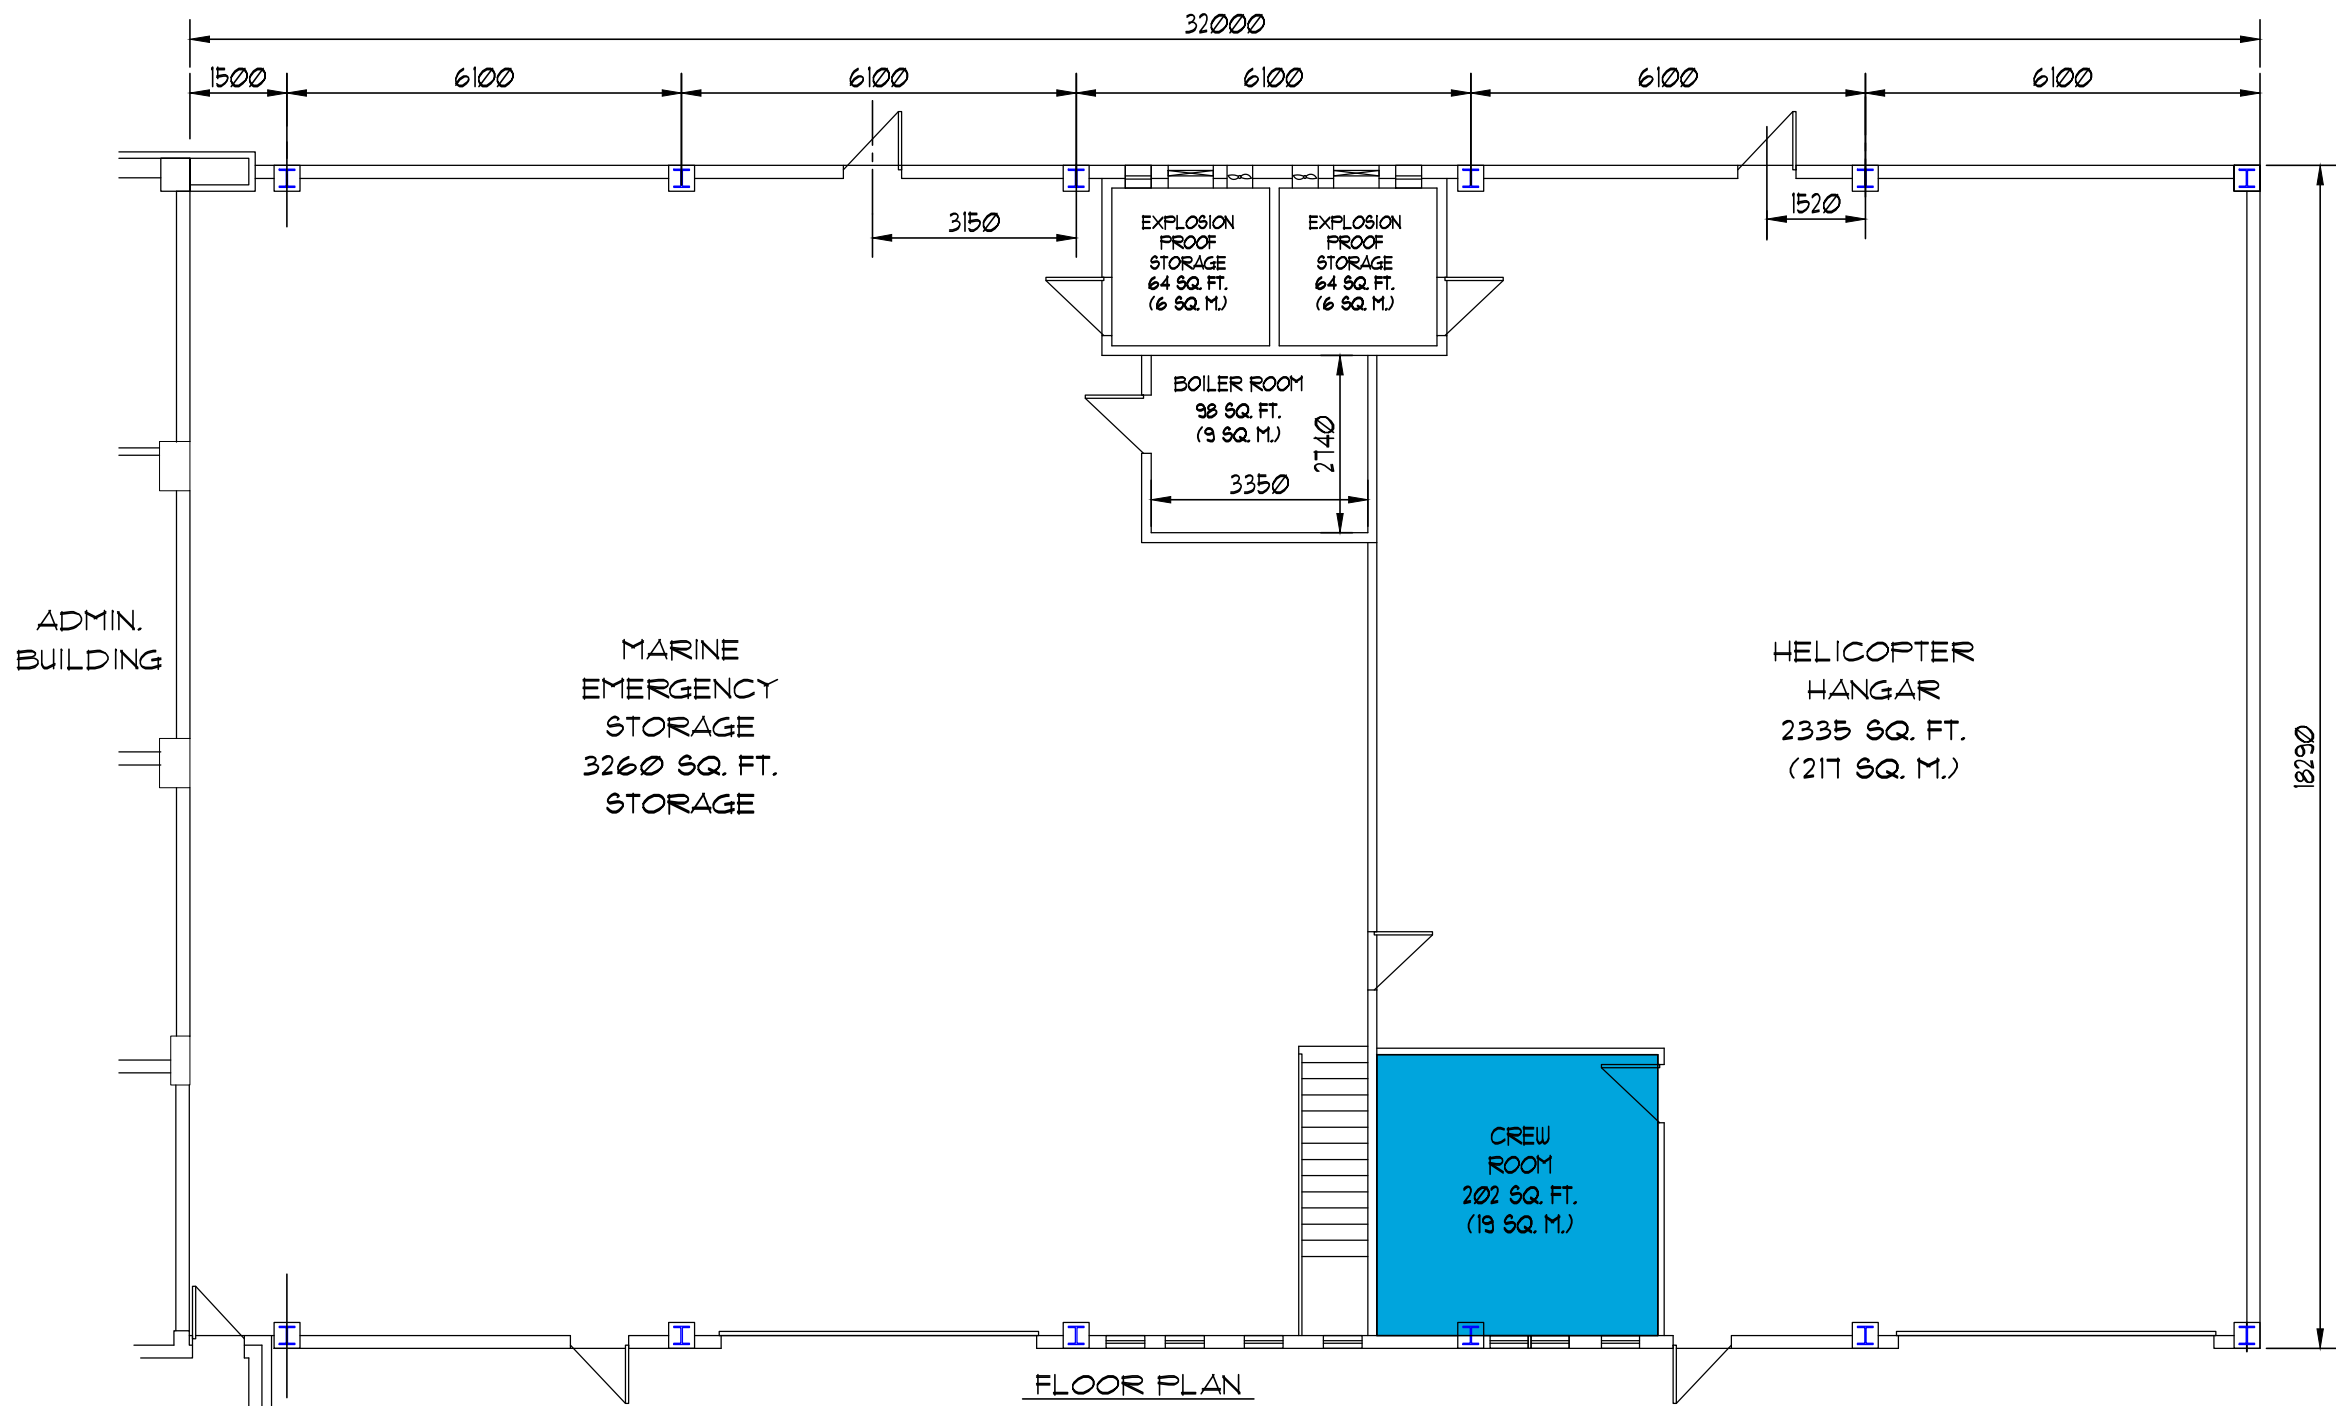 32000
1500
6100
6100
6100
6100
6100
3150
1520
EXPLOSION
PROOF
STORAGE
64 SQ. FT.
(6 SQ. M.)
EXPLOSION
PROOF
STORAGE
64 SQ. FT.
(6 SQ. M.)
BOILER ROOM
98 SQ. FT.
(9 SQ. M.)
2740
3350
ADMIN.
BUILDING
MARINE
EMERGENCY
STORAGE
3260 SQ. FT.
STORAGE
HELICOPTER
HANGAR
2335 SQ. FT.
(217 SQ. M.)
18290
CREW
ROOM
202 SQ. FT.
(19 SQ. M.)
FLOOR PLAN